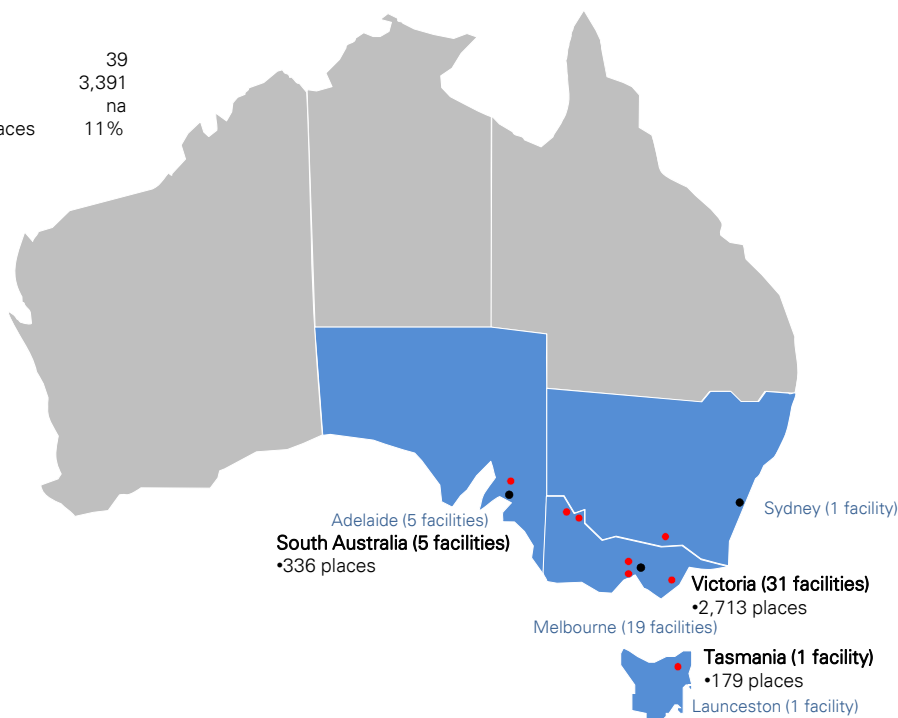 39
3,391
na
11%
Adelaide (5 facilities)
South Australia (5 facilities)
•336 places
Sydney (1 facility)
Victoria (31 facilities)
•2,713 places
Melbourne (19 facilities)
Tasmania (1 facility)
•179 places
Launceston (1 facility)